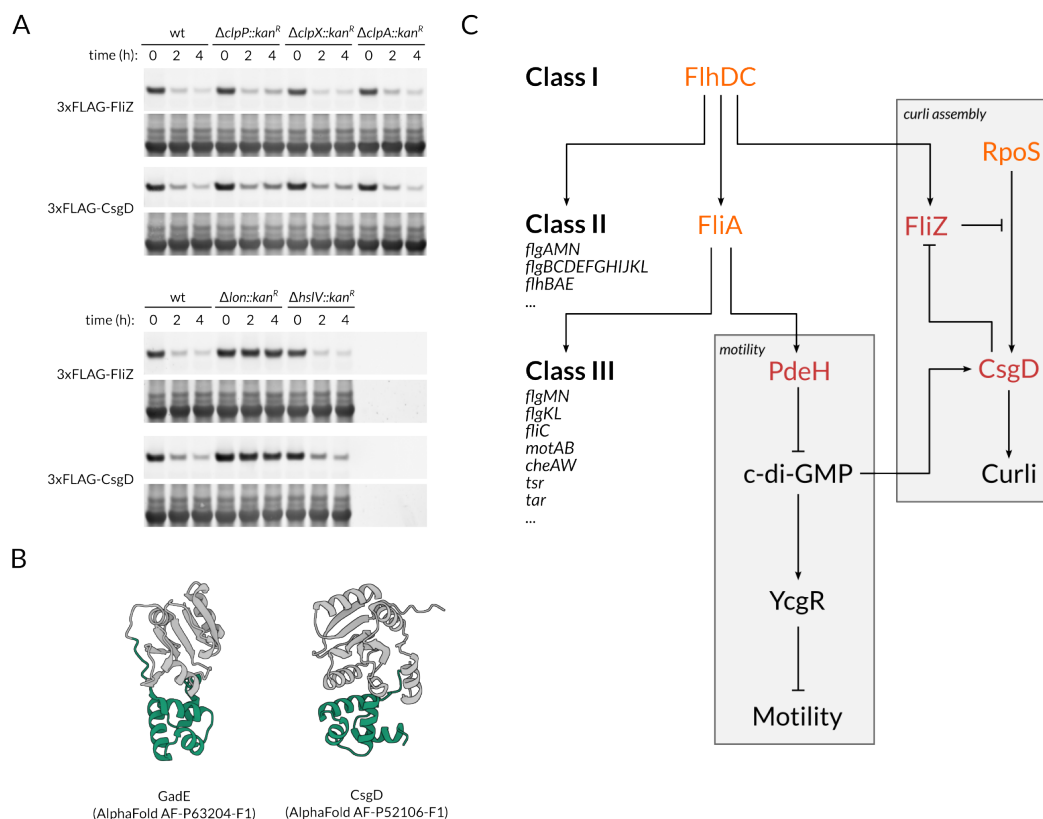 A
wt ΔclpP::kanR ΔclpX::kanR ΔclpA::kanR
time (h): 0 2 4 0 2 4 0 2 4 0 2 4
3xFLAG-FliZ
3xFLAG-CsgD
wt Δlon::kanR ΔhslV::kanR
time (h): 0 2 4 0 2 4 0 2 4
3xFLAG-FliZ
3xFLAG-CsgD
B
GadE
(AlphaFold AF-P63204-F1)
CsgD
(AlphaFold AF-P52106-F1)
C
Class I
FlhDC
curli assembly
RpoS
Class II
FliA
FliZ
flgAMN
flgBCDEFGHIJKL
flhBAE
...
motility
Class III
PdeH
CsgD
flgMN
flgKL
fliC
motAB
cheAW
tsr
tar
...
c-di-GMP
Curli
YcgR
Motility